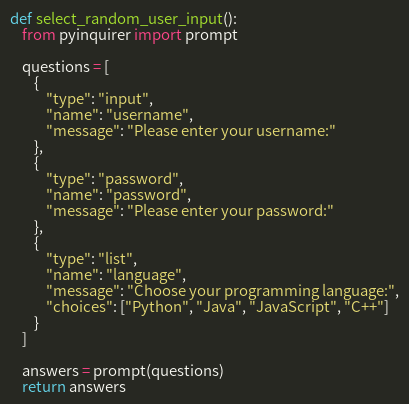 def select_random_user_input():
    from pyinquirer import prompt

    questions = [
        {
            "type": "input",
            "name": "username",
            "message": "Please enter your username:"
        },
        {
            "type": "password",
            "name": "password",
            "message": "Please enter your password:"
        },
        {
            "type": "list",
            "name": "language",
            "message": "Choose your programming language:",
            "choices": ["Python", "Java", "JavaScript", "C++"]
        }
    ]

    answers = prompt(questions)
    return answers